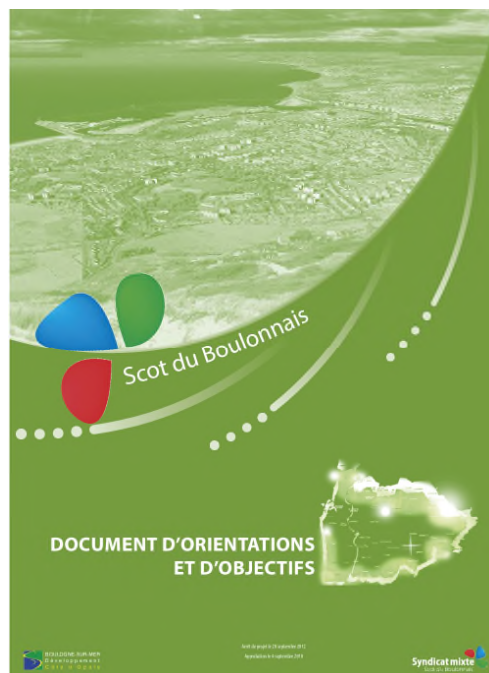 Scot du Boulonnais
DOCUMENT D'ORIENTATIONS
ET D'OBJECTIFS
BOULOGNE-SUR-MER
Développement
Côte d'Opale
Syndicat mixte
Scot du Boulonnais